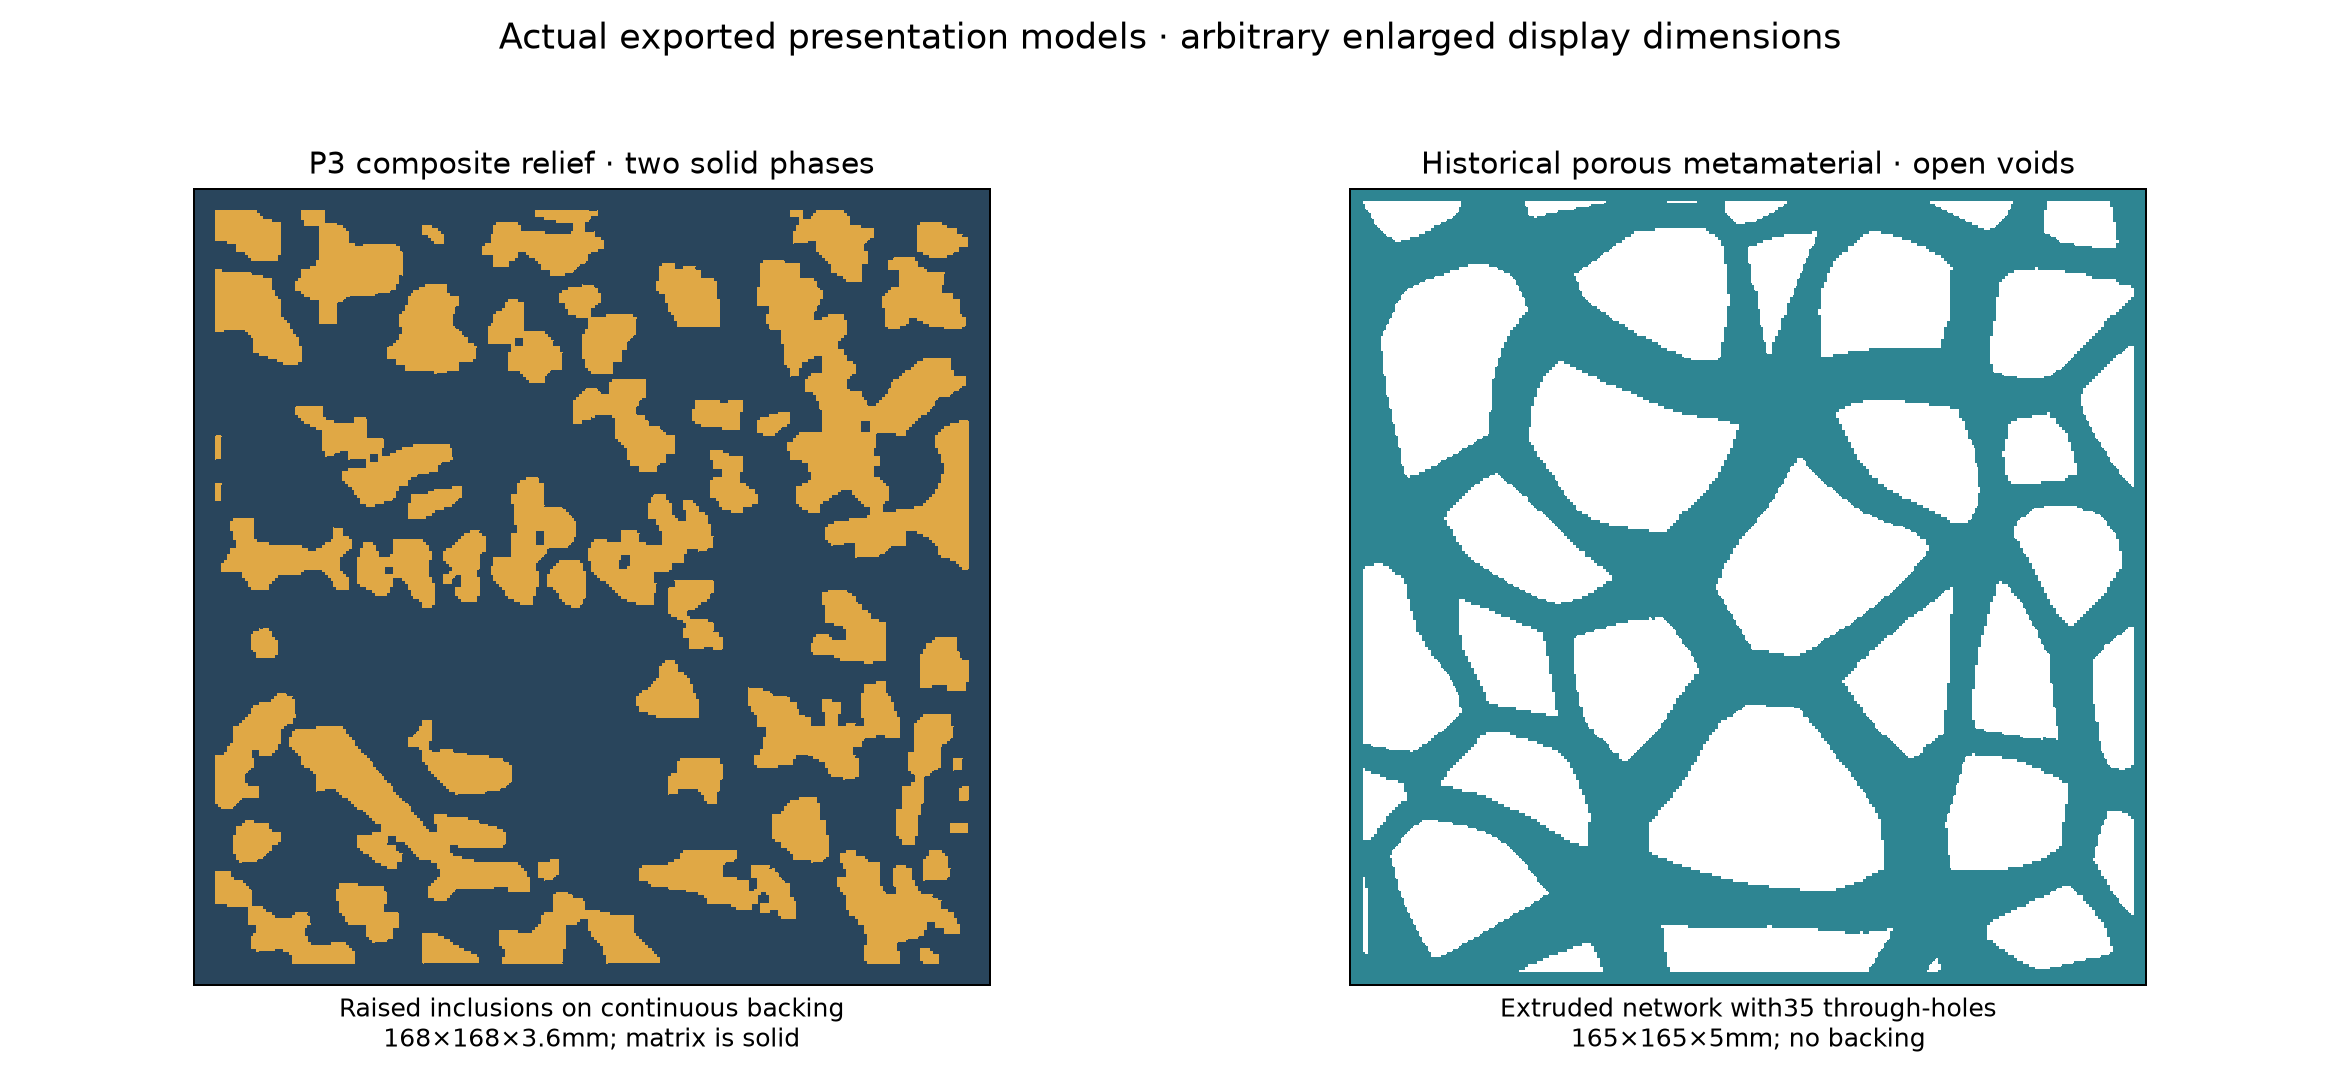 Actual exported presentation models · arbitrary enlarged display dimensions
P3 composite relief · two solid phases
Historical porous metamaterial · open voids
Raised inclusions on continuous backing
168×168×3.6mm; matrix is solid
Extruded network with35 through-holes
165×165×5mm; no backing